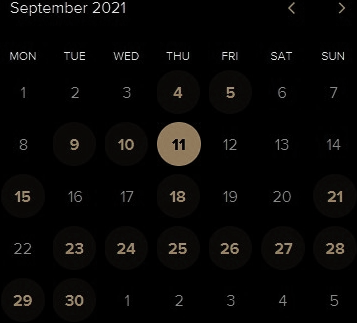 September 2021
MON TUE WED THU FRI SAT SUN
1 2 3 4 5 6 7
8 9 10 11 12 13 14
15 16 17 18 19 20 21
22 23 24 25 26 27 28
29 30 1 2 3 4 5